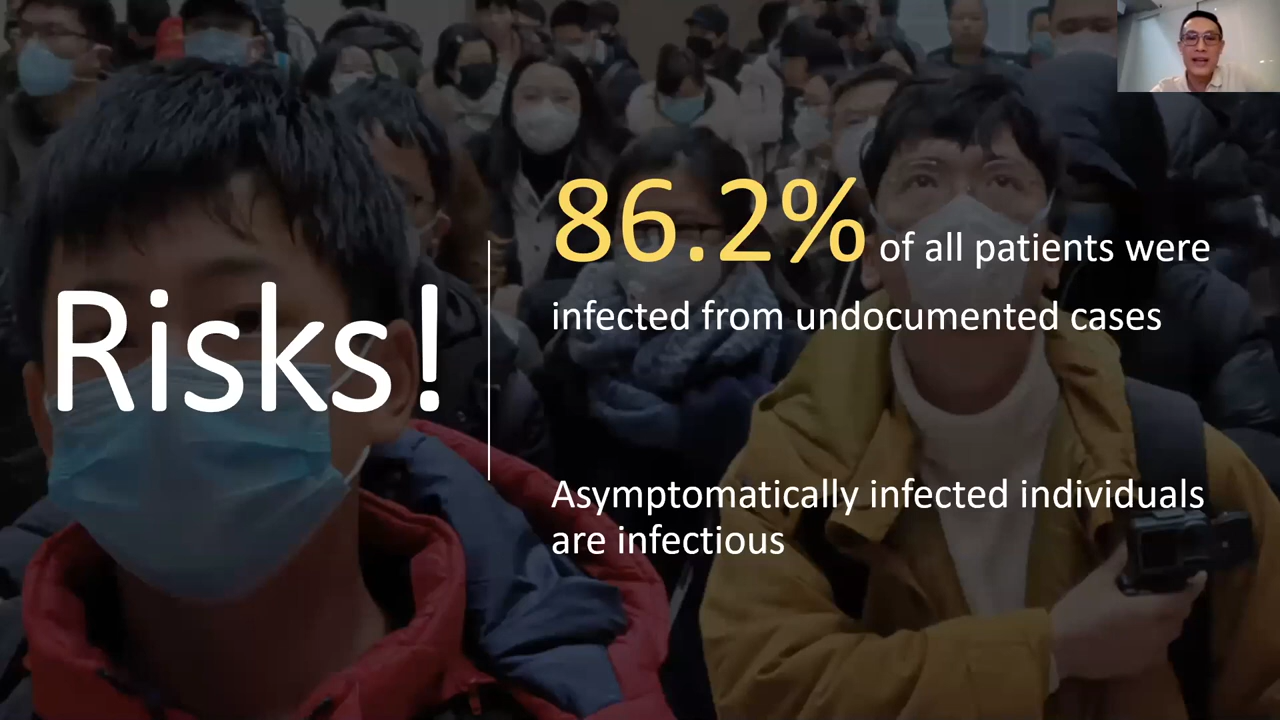 Risks!
86.2% of all patients were
infected from undocumented cases
Asymptomatically infected individuals
are infectious